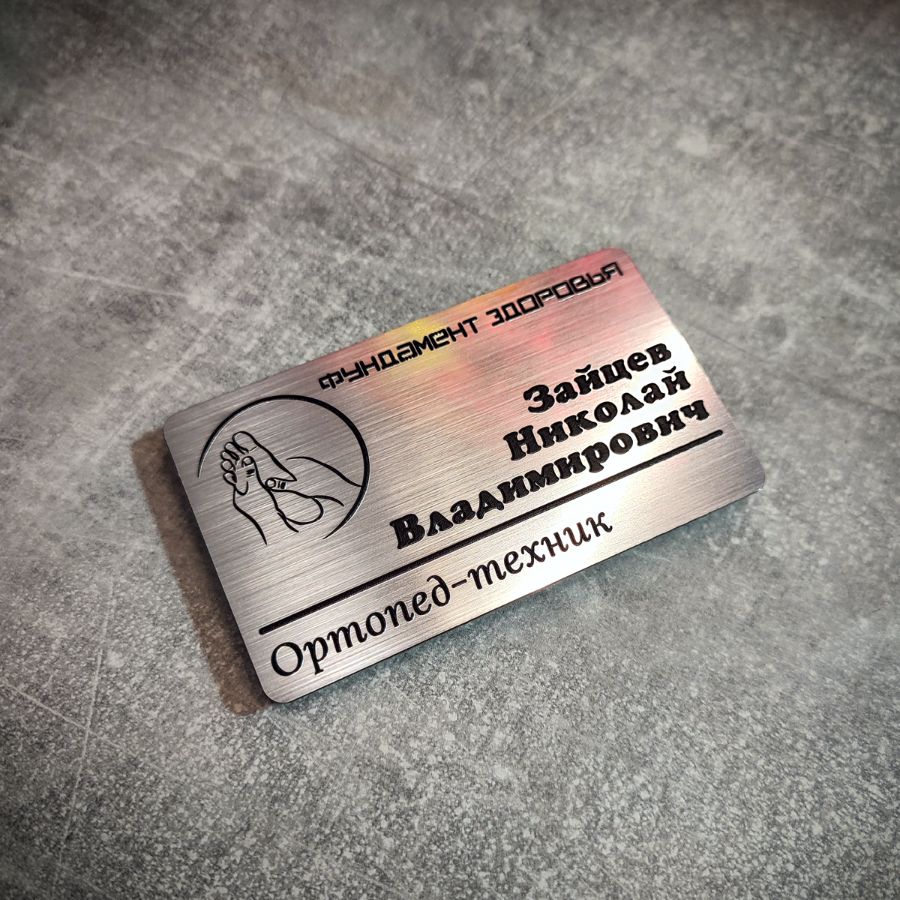 ФУНДАМЕНТ ЗДОРОВЬЯ
Зайцев
Николай
Владимирович
Ортопед-техник